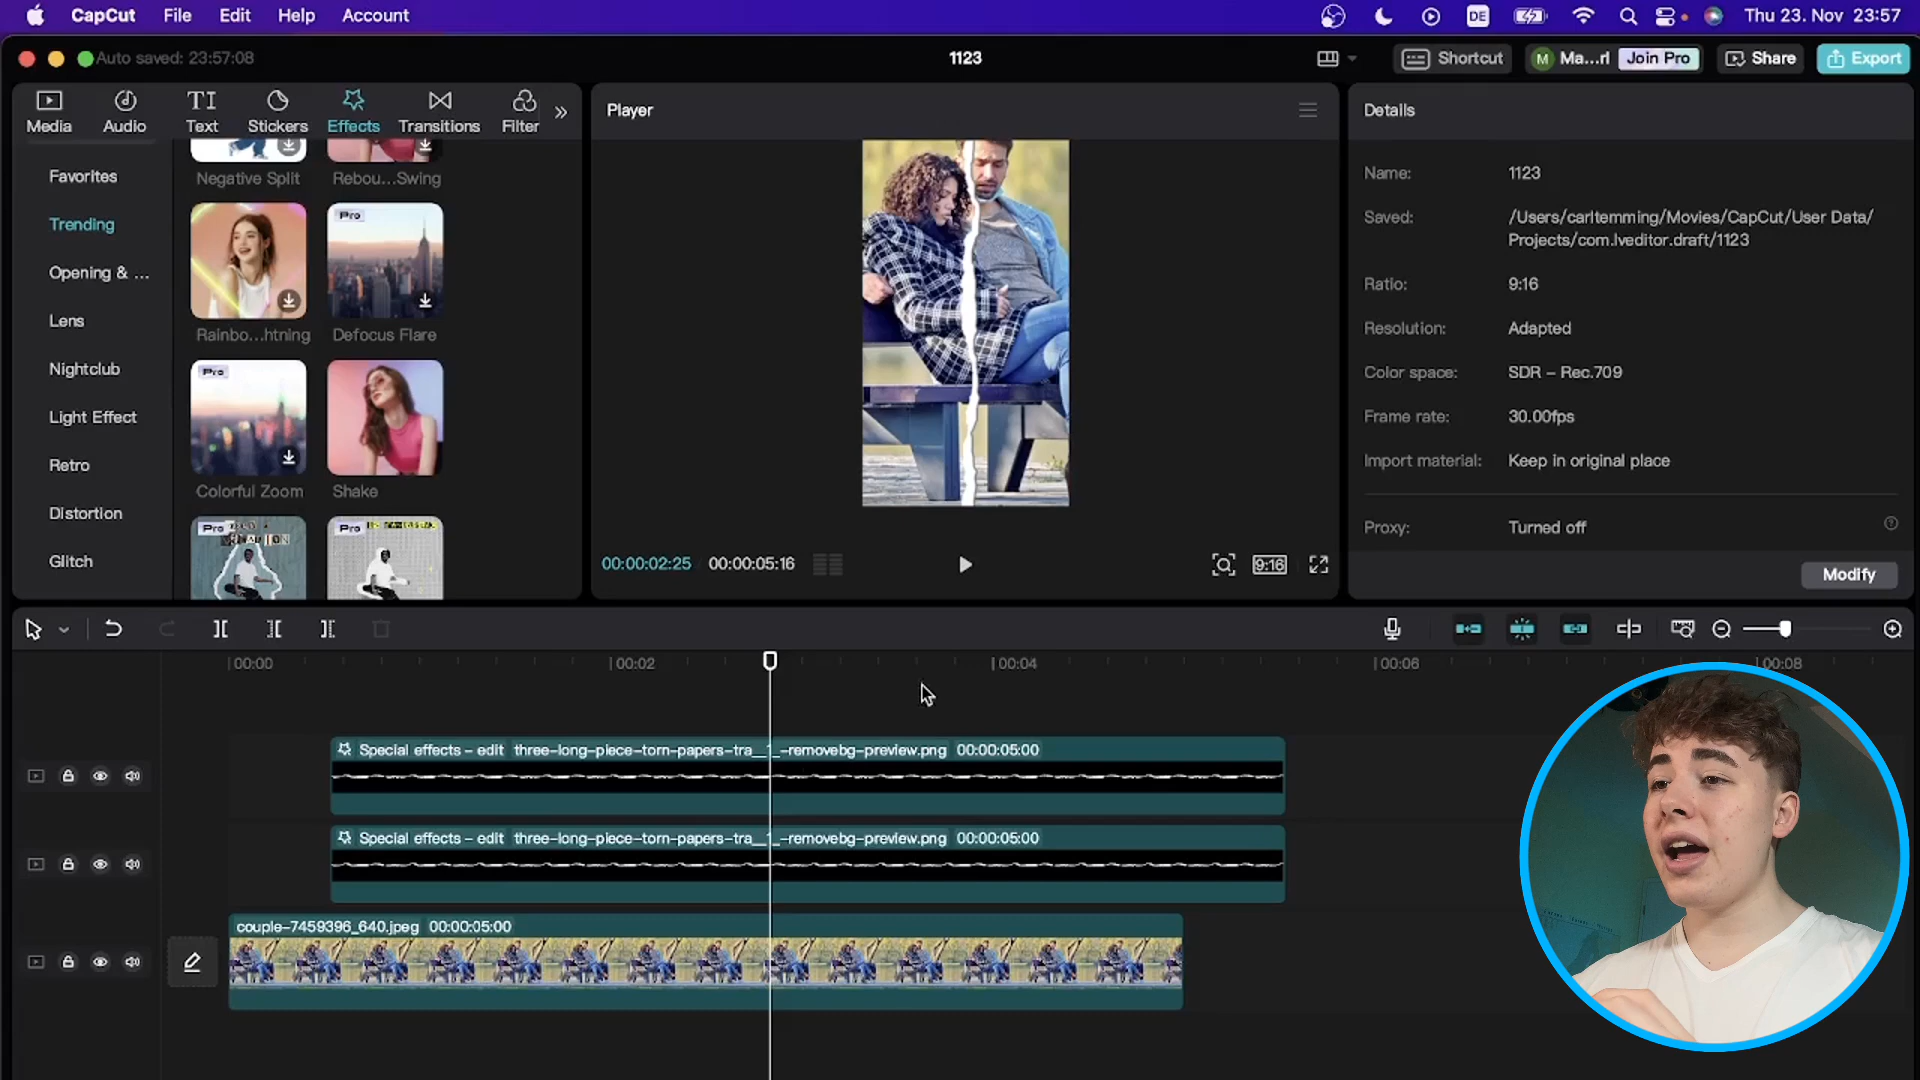 CapCut File Edit Help Account DE Thu 23. Nov 23:57
Auto saved: 23:57:08 1123 Shortcut M Ma...rl Join Pro Share Export
Media Audio TI Text Stickers Effects Transitions Filter
Favorites
Trending
Opening & ...
Lens
Nightclub
Light Effect
Retro
Distortion
Glitch
Negative Split Rebou...Swing
Pro
Rainbo...htning Defocus Flare
Pro
Colorful Zoom Shake
Pro Pro
Player
00:00:02:25 00:00:05:16 9:16
Details
Name: 1123
Saved: /Users/carltemming/Movies/CapCut/User Data/
Projects/com.lveditor.draft/1123
Ratio: 9:16
Resolution: Adapted
Color space: SDR – Rec.709
Frame rate: 30.00fps
Import material: Keep in original place
Proxy: Turned off
Modify
00:00 00:02 00:04 00:06 00:08
Special effects – edit three-long-piece-torn-papers-tra__1_-removebg-preview.png 00:00:05:00
Special effects – edit three-long-piece-torn-papers-tra__1_-removebg-preview.png 00:00:05:00
couple-7459396_640.jpeg 00:00:05:00